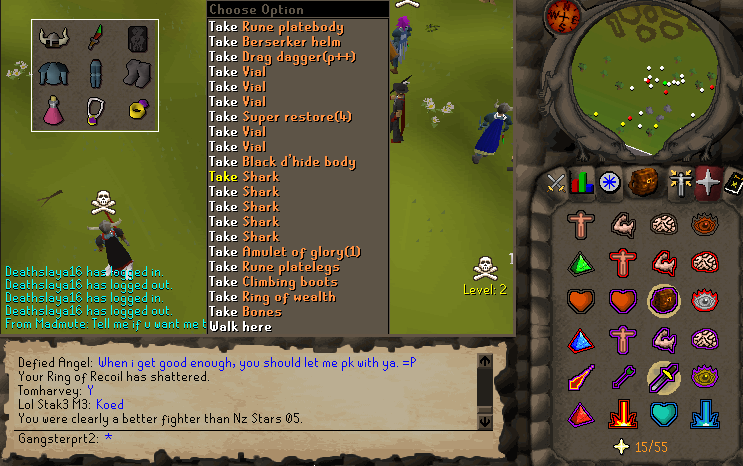 Choose Option
Take Rune platebody
Take Berserker helm
Take Drag dagger(p++)
Take Vial
Take Vial
Take Vial
Take Super restore(4)
Take Vial
Take Vial
Take Black d'hide body
Take Shark
Take Shark
Take Shark
Take Shark
Take Shark
Take Amulet of glory(1)
Take Rune platelegs
Take Climbing boots
Take Ring of wealth
Take Bones
Walk here
Deathslaya16 has logged in.
Deathslaya16 has logged out.
Deathslaya16 has logged in.
Deathslaya16 has logged out.
From Madmute: Tell me if u want me t
1
Level: 2
Defied Angel: When i get good enough, you should let me pk with ya. =P
Your Ring of Recoil has shattered.
Tomharvey: Y
Lol Stak3 M3: Koed
You were clearly a better fighter than Nz Stars 05.
Gangsterprt2: *
15/55